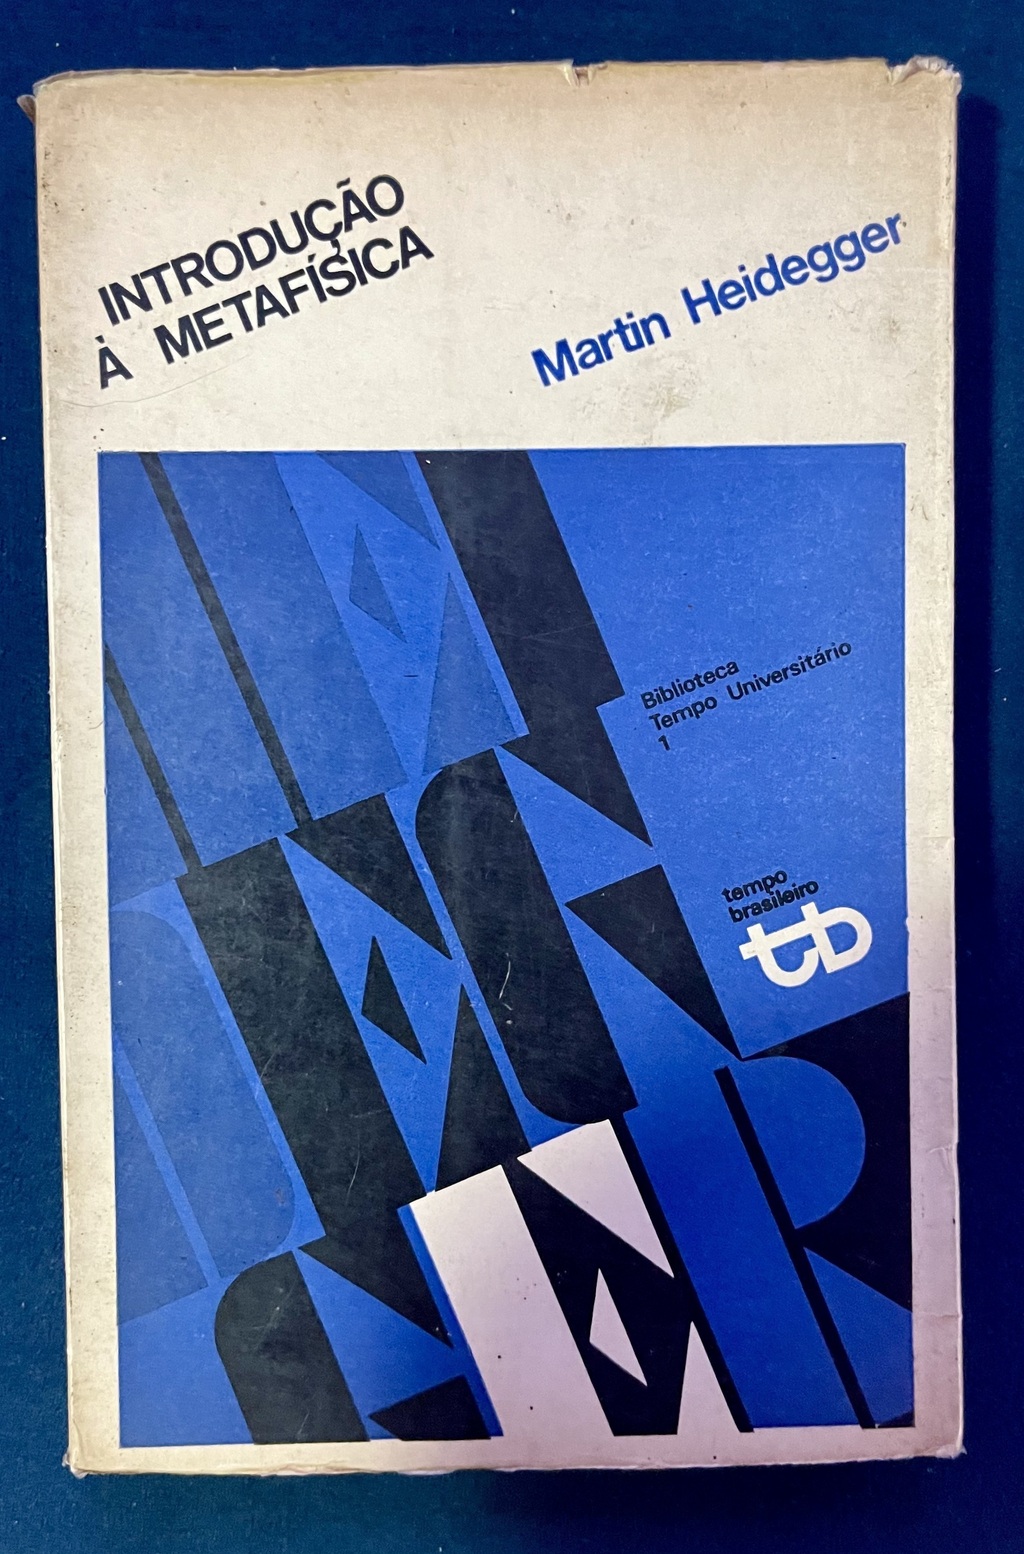 INTRODUÇÃO
À METAFÍSICA
Martin Heidegger
Biblioteca
Tempo Universitário
1
tempo
brasileiro
tb